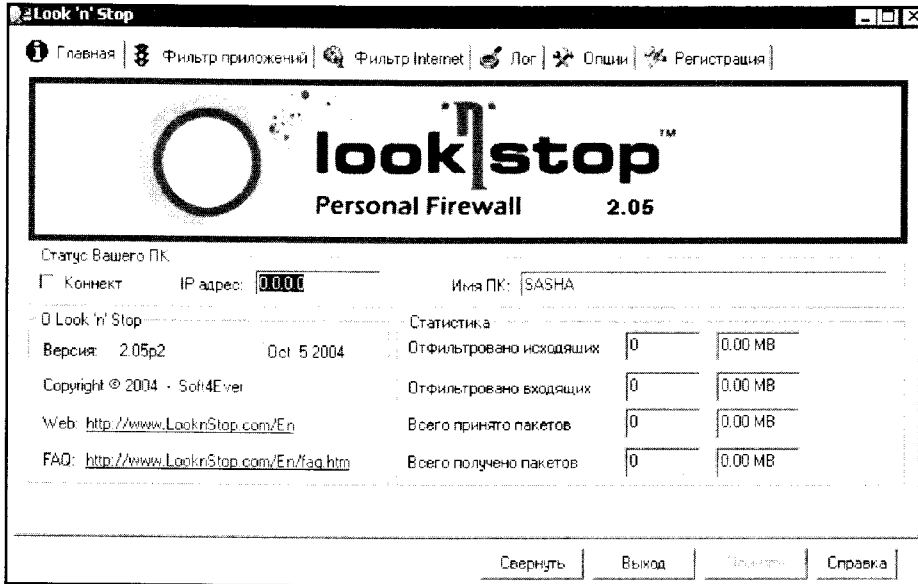 Look 'n' Stop
Главная Фильтр приложений Фильтр Internet Лог Опции Регистрация
look 'n' stop™
Personal Firewall 2.05
Статус Вашего ПК
Коннект IP адрес: 0.0.0.0 Имя ПК: SASHA
О Look 'n' Stop
Версия: 2.05p2 Oct 5 2004
Copyright © 2004 - Soft4Ever
Web: http://www.LooknStop.com/En
FAQ: http://www.LooknStop.com/En/faq.htm
Статистика
Отфильтровано исходящих 0 0.00 MB
Отфильтровано входящих 0 0.00 MB
Всего принято пакетов 0 0.00 MB
Всего получено пакетов 0 0.00 MB
Свернуть Выход Справка